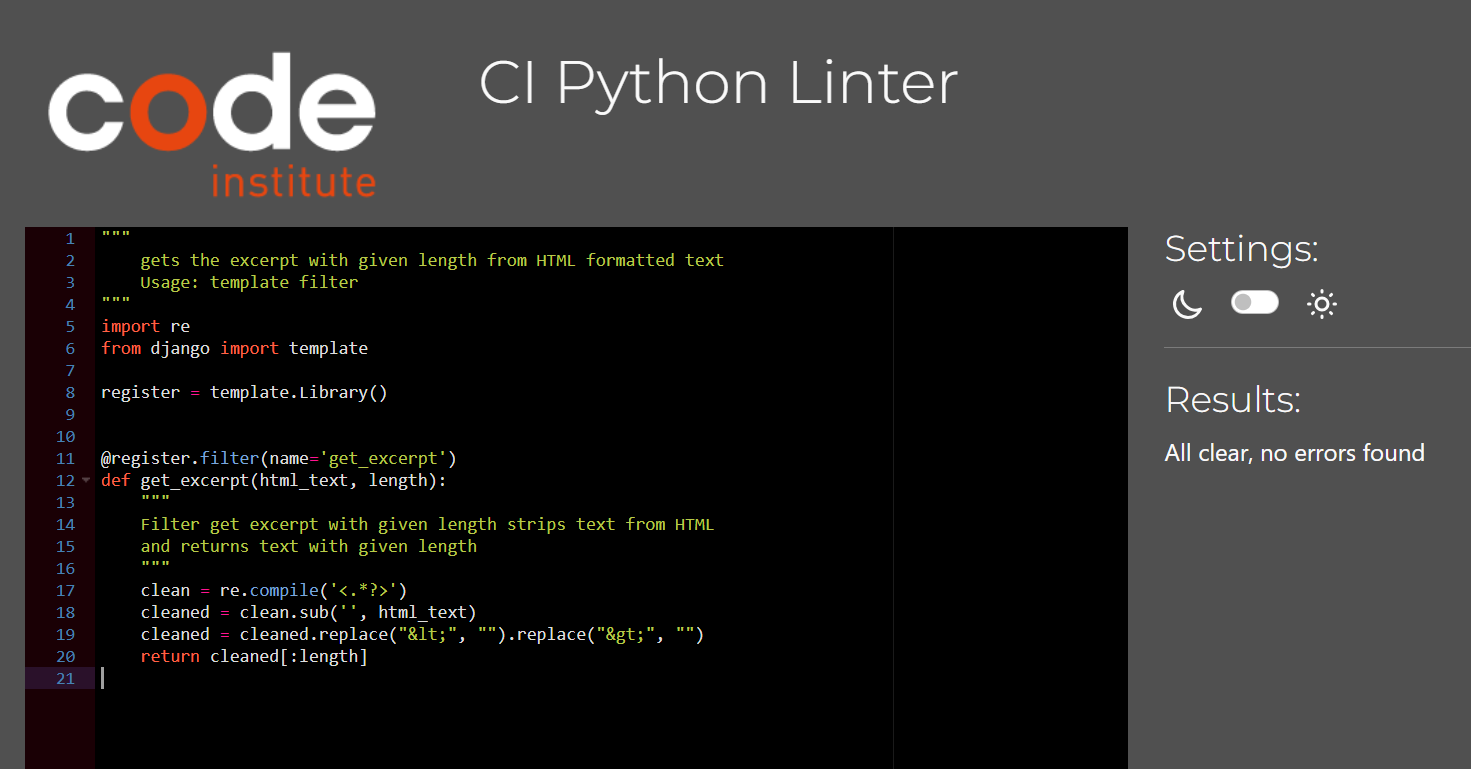 code
institute
CI Python Linter
1 """
2     gets the excerpt with given length from HTML formatted text
3     Usage: template filter
4 """
5 import re
6 from django import template
7
8 register = template.Library()
9
10
11 @register.filter(name='get_excerpt')
12 def get_excerpt(html_text, length):
13     """
14     Filter get excerpt with given length strips text from HTML
15     and returns text with given length
16     """
17     clean = re.compile('<.*?>')
18     cleaned = clean.sub('', html_text)
19     cleaned = cleaned.replace("&lt;", "").replace("&gt;", "")
20     return cleaned[:length]
21
Settings:
Results:
All clear, no errors found